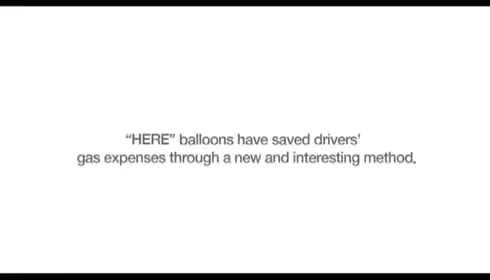 “HERE” balloons have saved drivers’
gas expenses through a new and interesting method.